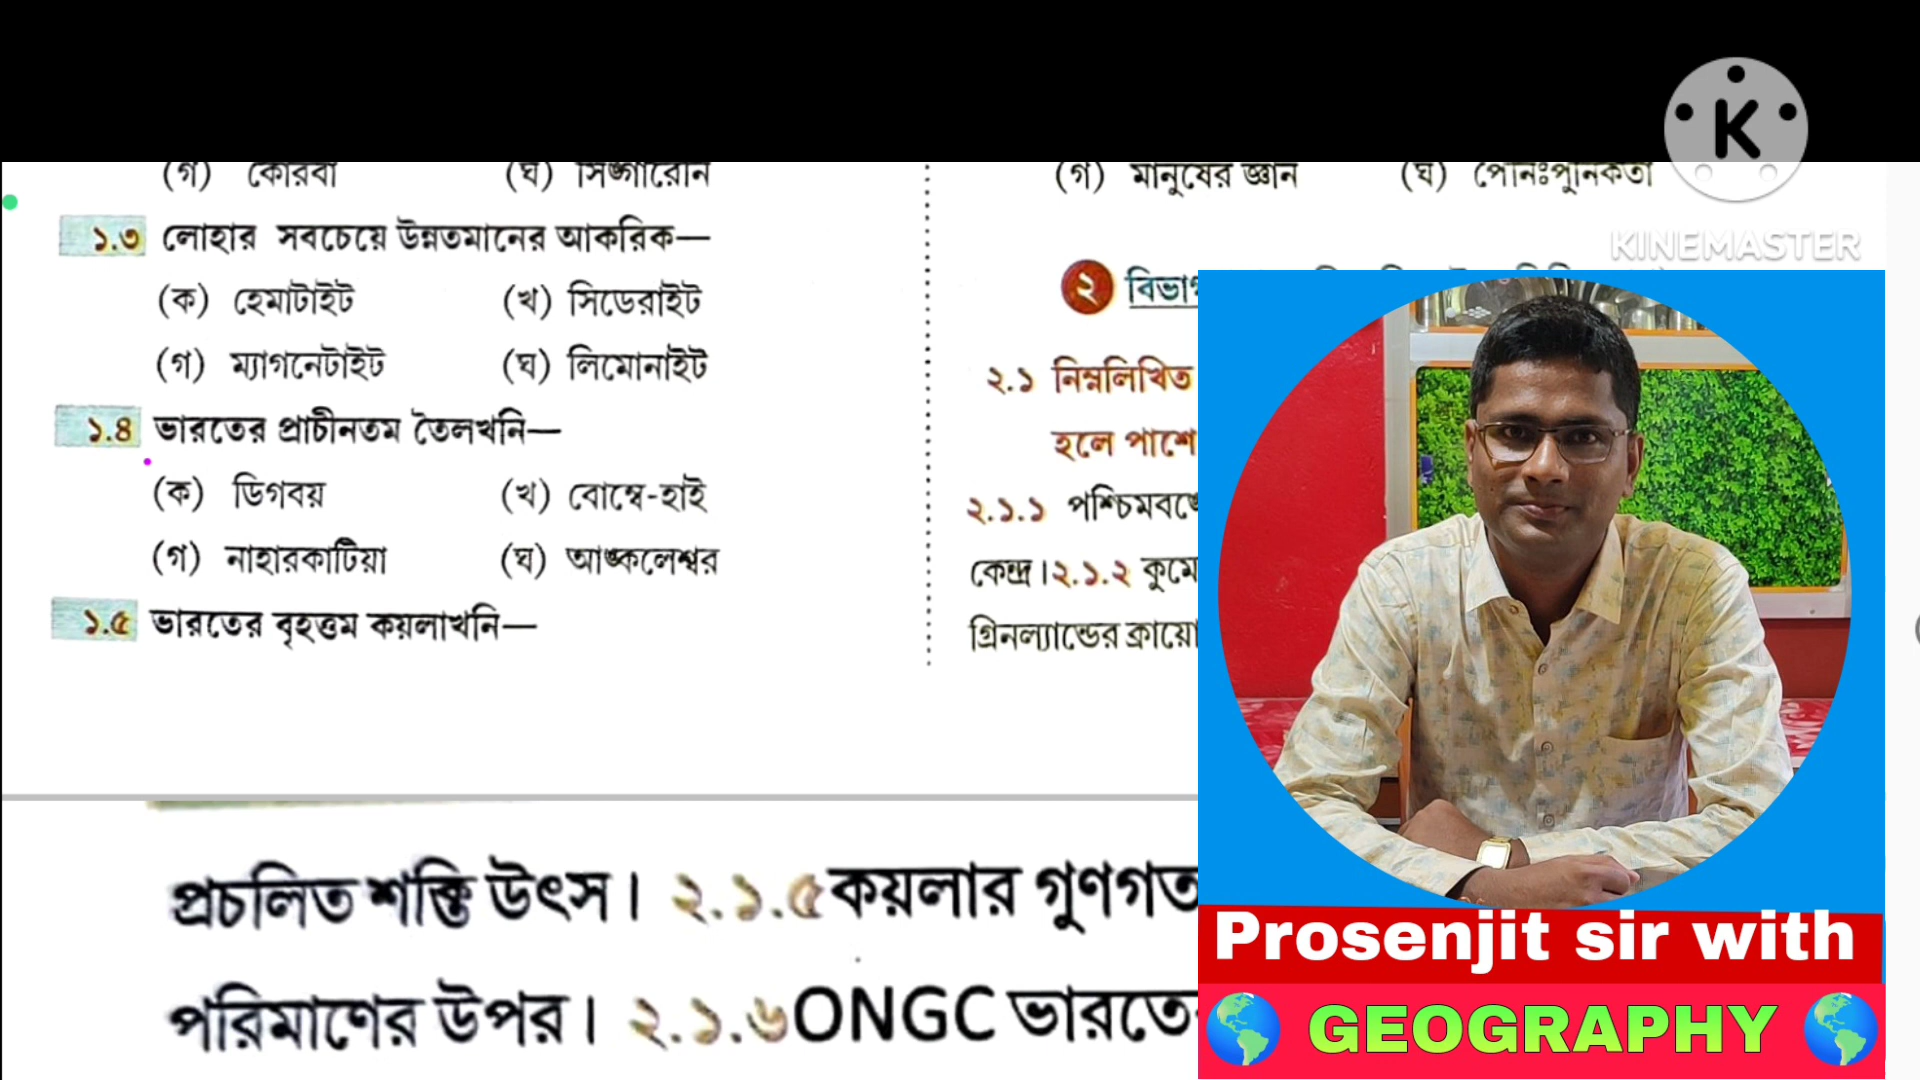 (গ) কোরবা (ঘ) সিঙ্গারৌন
১.৩ লোহার সবচেয়ে উন্নতমানের আকরিক—
(ক) হেমাটাইট (খ) সিডেরাইট
(গ) ম্যাগনেটাইট (ঘ) লিমোনাইট
১.৪ ভারতের প্রাচীনতম তৈলখনি—
(ক) ডিগবয় (খ) বোম্বে-হাই
(গ) নাহারকাটিয়া (ঘ) আঙ্কলেশ্বর
১.৫ ভারতের বৃহত্তম কয়লাখনি—
(গ) মানুষের জ্ঞান (ঘ) পৌনঃপুনিকতা
২
২.১ নিম্নলিখিত
হলে পাশে
২.১.১
কেন্দ্র। ২.১.২
গ্রিনল্যান্ডের
প্রচলিত শক্তি উৎস। ২.১.৫ কয়লার গুণগত
পরিমাণের উপর। ২.১.৬ ONGC ভারতে
K
KINEMASTER
Prosenjit sir with
GEOGRAPHY